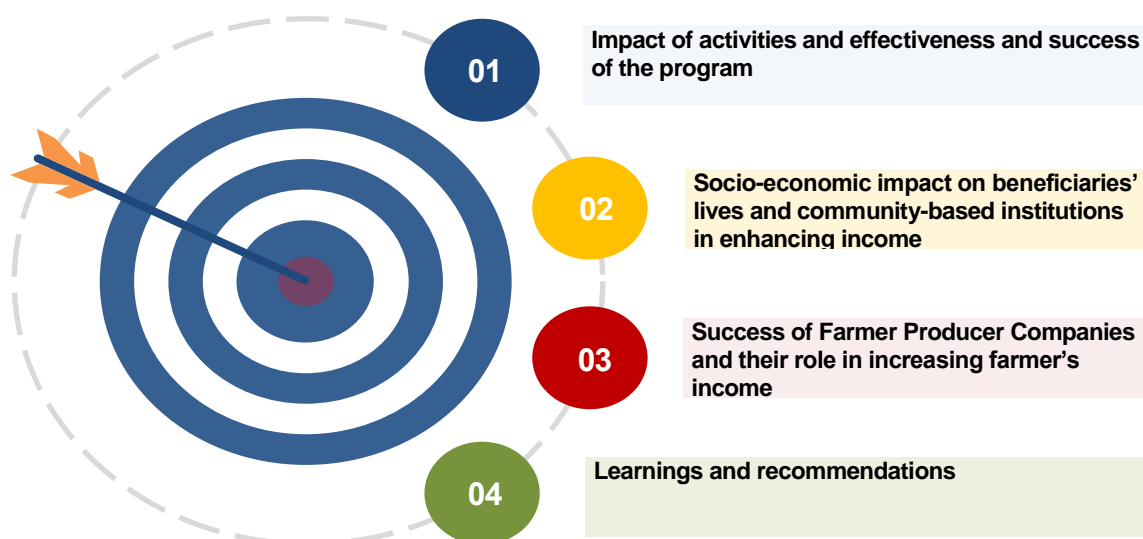 01
Impact of activities and effectiveness and success
of the program
02
Socio-economic impact on beneficiaries’
lives and community-based institutions
in enhancing income
03
Success of Farmer Producer Companies
and their role in increasing farmer’s
income
04
Learnings and recommendations